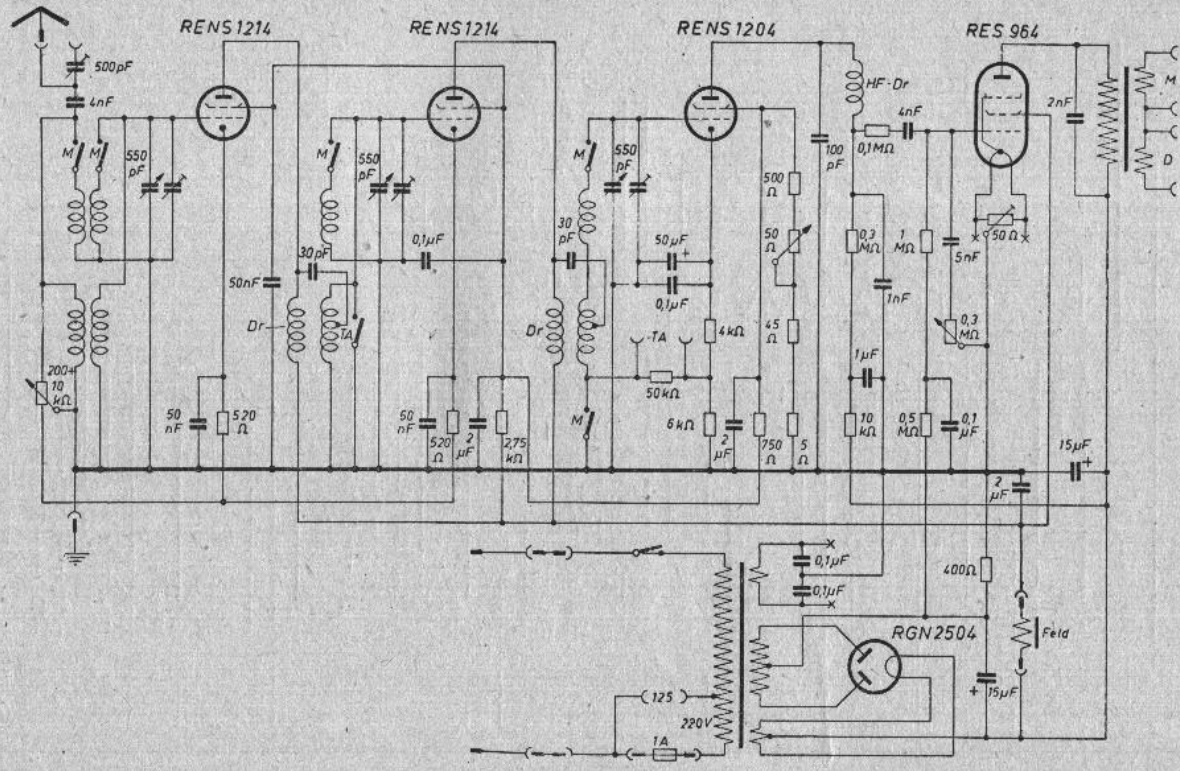 RENS1214
RENS1214
RENS1204
RES 964
500pF
4nF
M
M
550
pF
200+
10
kΩ
50
nF
520
Ω
50nF
30pF
Dr
TA
M
550
pF
0,1µF
50
nF
520
Ω
2
µF
2,75
kΩ
M
550
pF
30
pF
Dr
50µF
+
0,1µF
4kΩ
-TA
50kΩ
M
6kΩ
2
µF
750
Ω
5
Ω
500
Ω
50
Ω
45
Ω
100
pF
HF-Dr
0,1MΩ
4nF
0,3
MΩ
1
MΩ
1nF
1µF
10
kΩ
0,5
MΩ
0,1
µF
5nF
0,3
MΩ
50Ω
2nF
M
D
15µF
+
2
µF
400Ω
Feld
+ 15µF
0,1µF
0,1µF
RGN2504
125
220V
1A